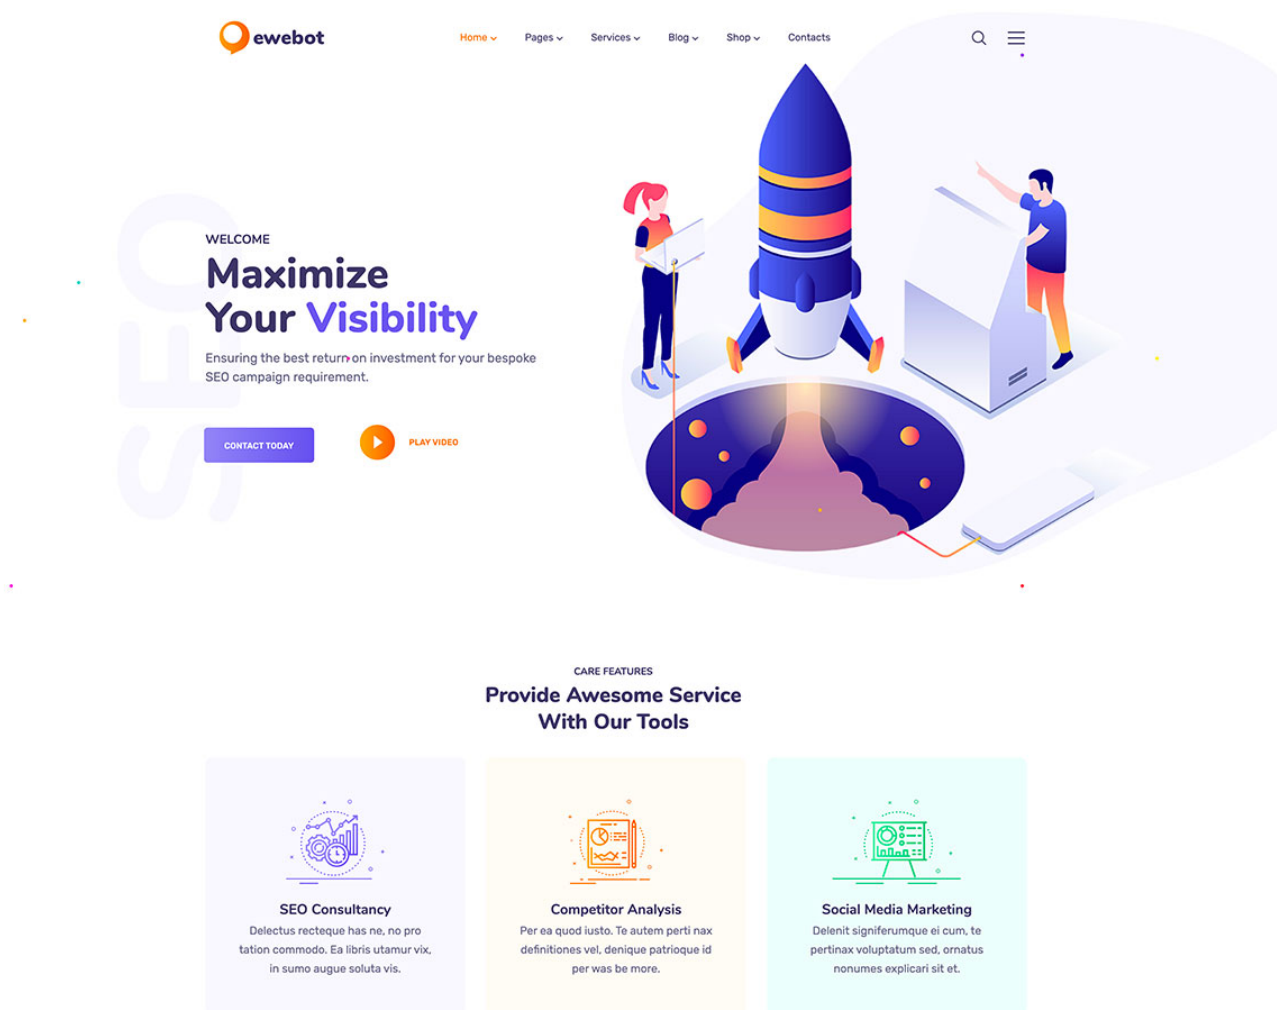 ewebot
Home Pages Services Blog Shop Contacts
SEO
WELCOME
Maximize
Your Visibility
Ensuring the best return on investment for your bespoke
SEO campaign requirement.
CONTACT TODAY
PLAY VIDEO
CARE FEATURES
Provide Awesome Service
With Our Tools
SEO Consultancy
Delectus recteque has ne, no pro
tation commodo. Ea libris utamur vix,
in sumo augue soluta vis.
Competitor Analysis
Per ea quod iusto. Te autem perti nax
definitiones vel, denique patrioque id
per was be more.
Social Media Marketing
Delenit signiferumque ei cum, te
pertinax voluptatum sed, ornatus
nonumes explicari sit et.